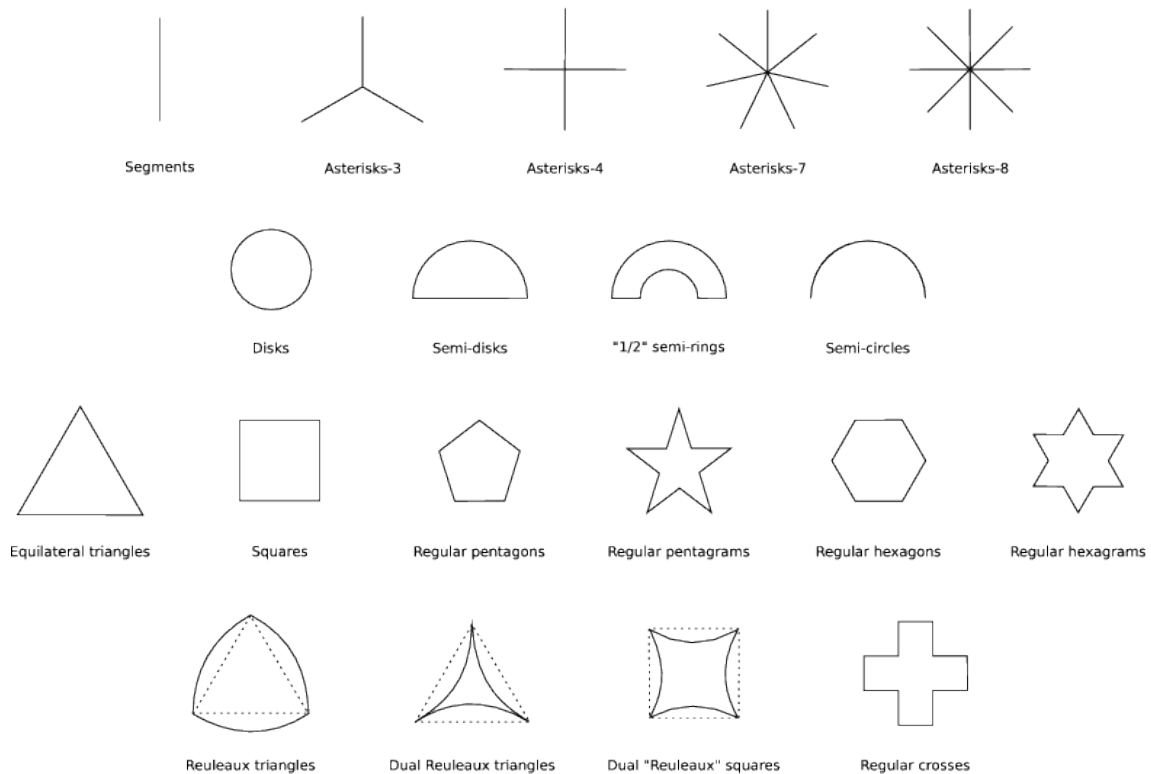 Segments
Asterisks-3
Asterisks-4
Asterisks-7
Asterisks-8
Disks
Semi-disks
"1/2" semi-rings
Semi-circles
Equilateral triangles
Squares
Regular pentagons
Regular pentagrams
Regular hexagons
Regular hexagrams
Reuleaux triangles
Dual Reuleaux triangles
Dual "Reuleaux" squares
Regular crosses